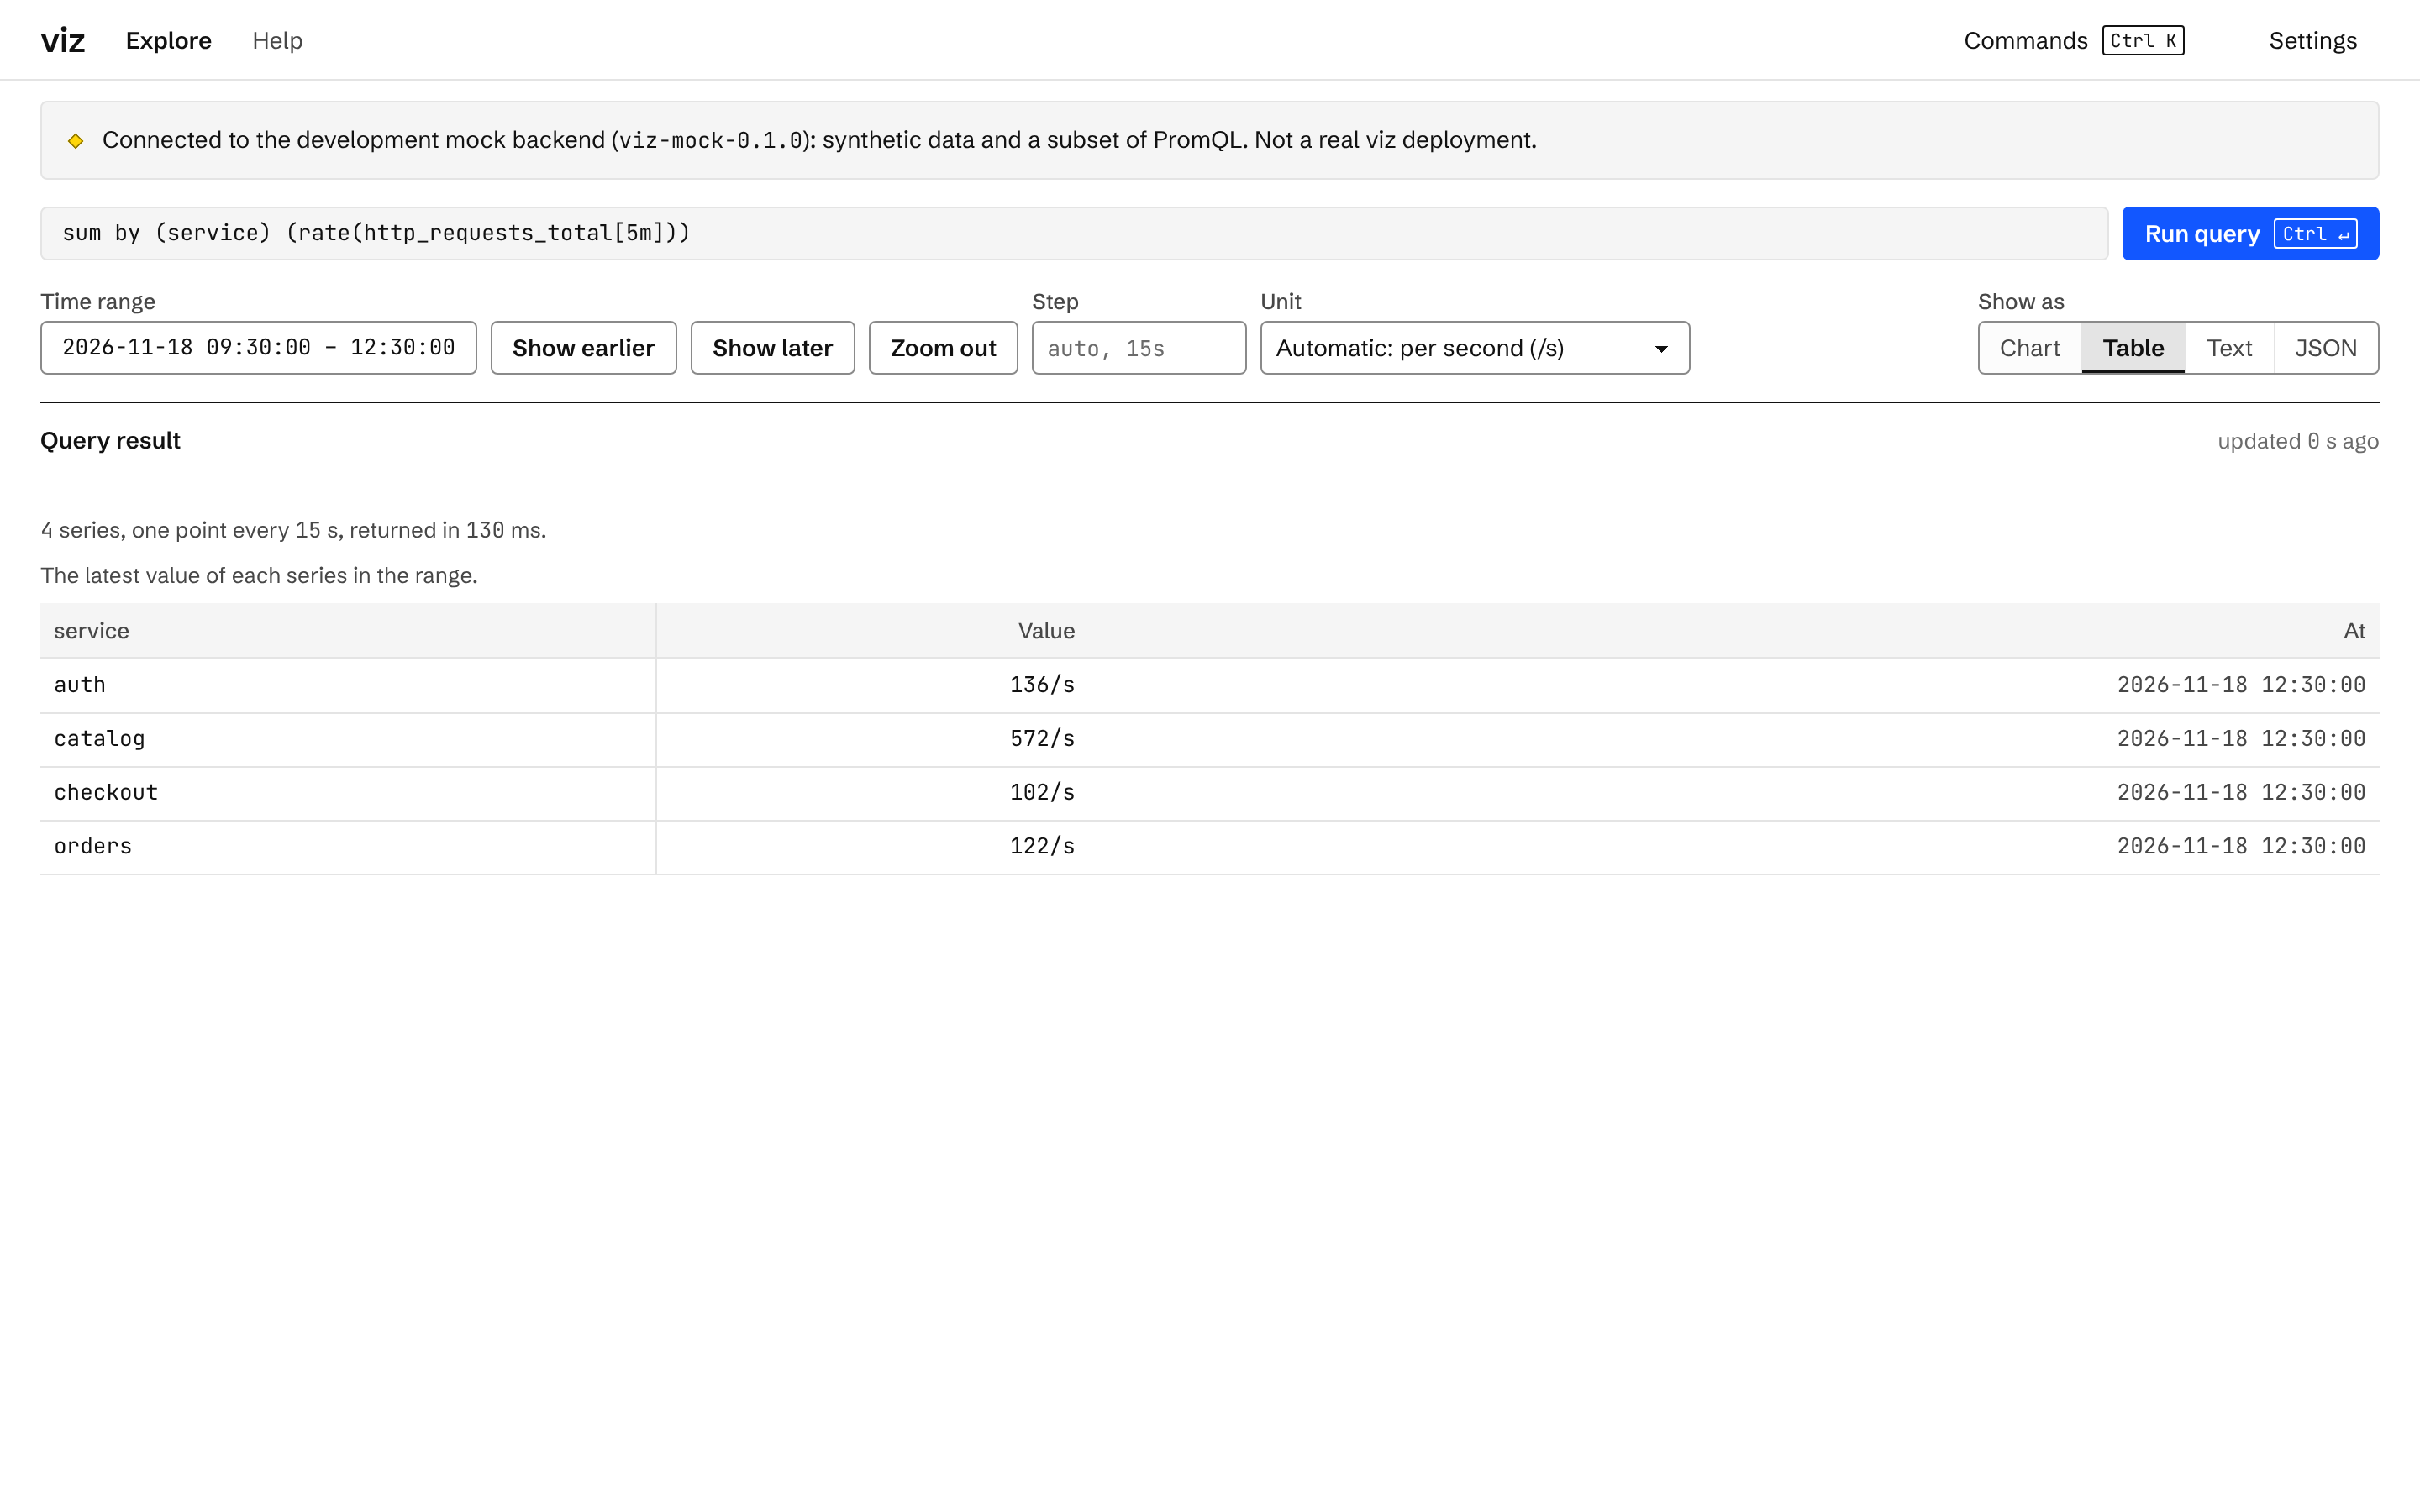 viz Explore Help Commands Ctrl K Settings
Connected to the development mock backend (viz-mock-0.1.0): synthetic data and a subset of PromQL. Not a real viz deployment.
sum by (service) (rate(http_requests_total[5m])) Run query Ctrl ↵
Time range Step Unit Show as
2026-11-18 09:30:00 – 12:30:00 Show earlier Show later Zoom out auto, 15s Automatic: per second (/s) Chart Table Text JSON
Query result updated 0 s ago
4 series, one point every 15 s, returned in 130 ms.
The latest value of each series in the range.
service Value At
auth 136/s 2026-11-18 12:30:00
catalog 572/s 2026-11-18 12:30:00
checkout 102/s 2026-11-18 12:30:00
orders 122/s 2026-11-18 12:30:00